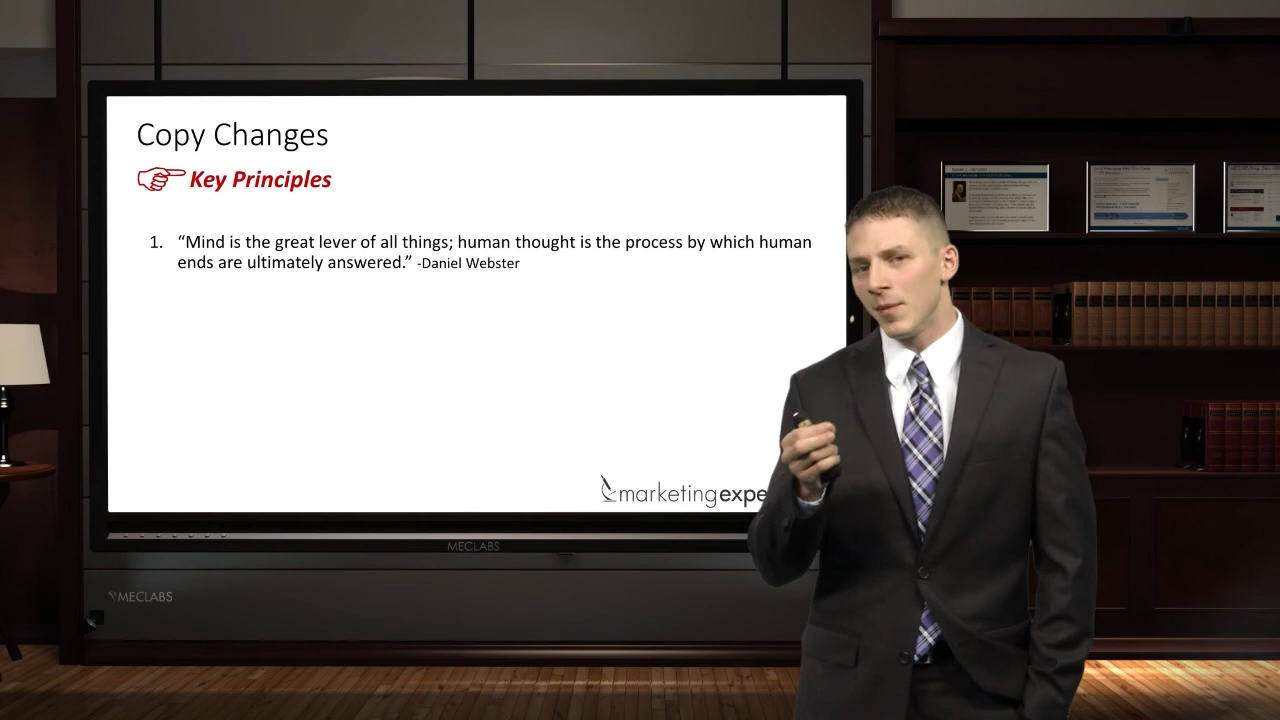 Copy Changes
Key Principles
1. “Mind is the great lever of all things; human thought is the process by which human
ends are ultimately answered.” -Daniel Webster
marketingexpe
MECLABS
MECLABS